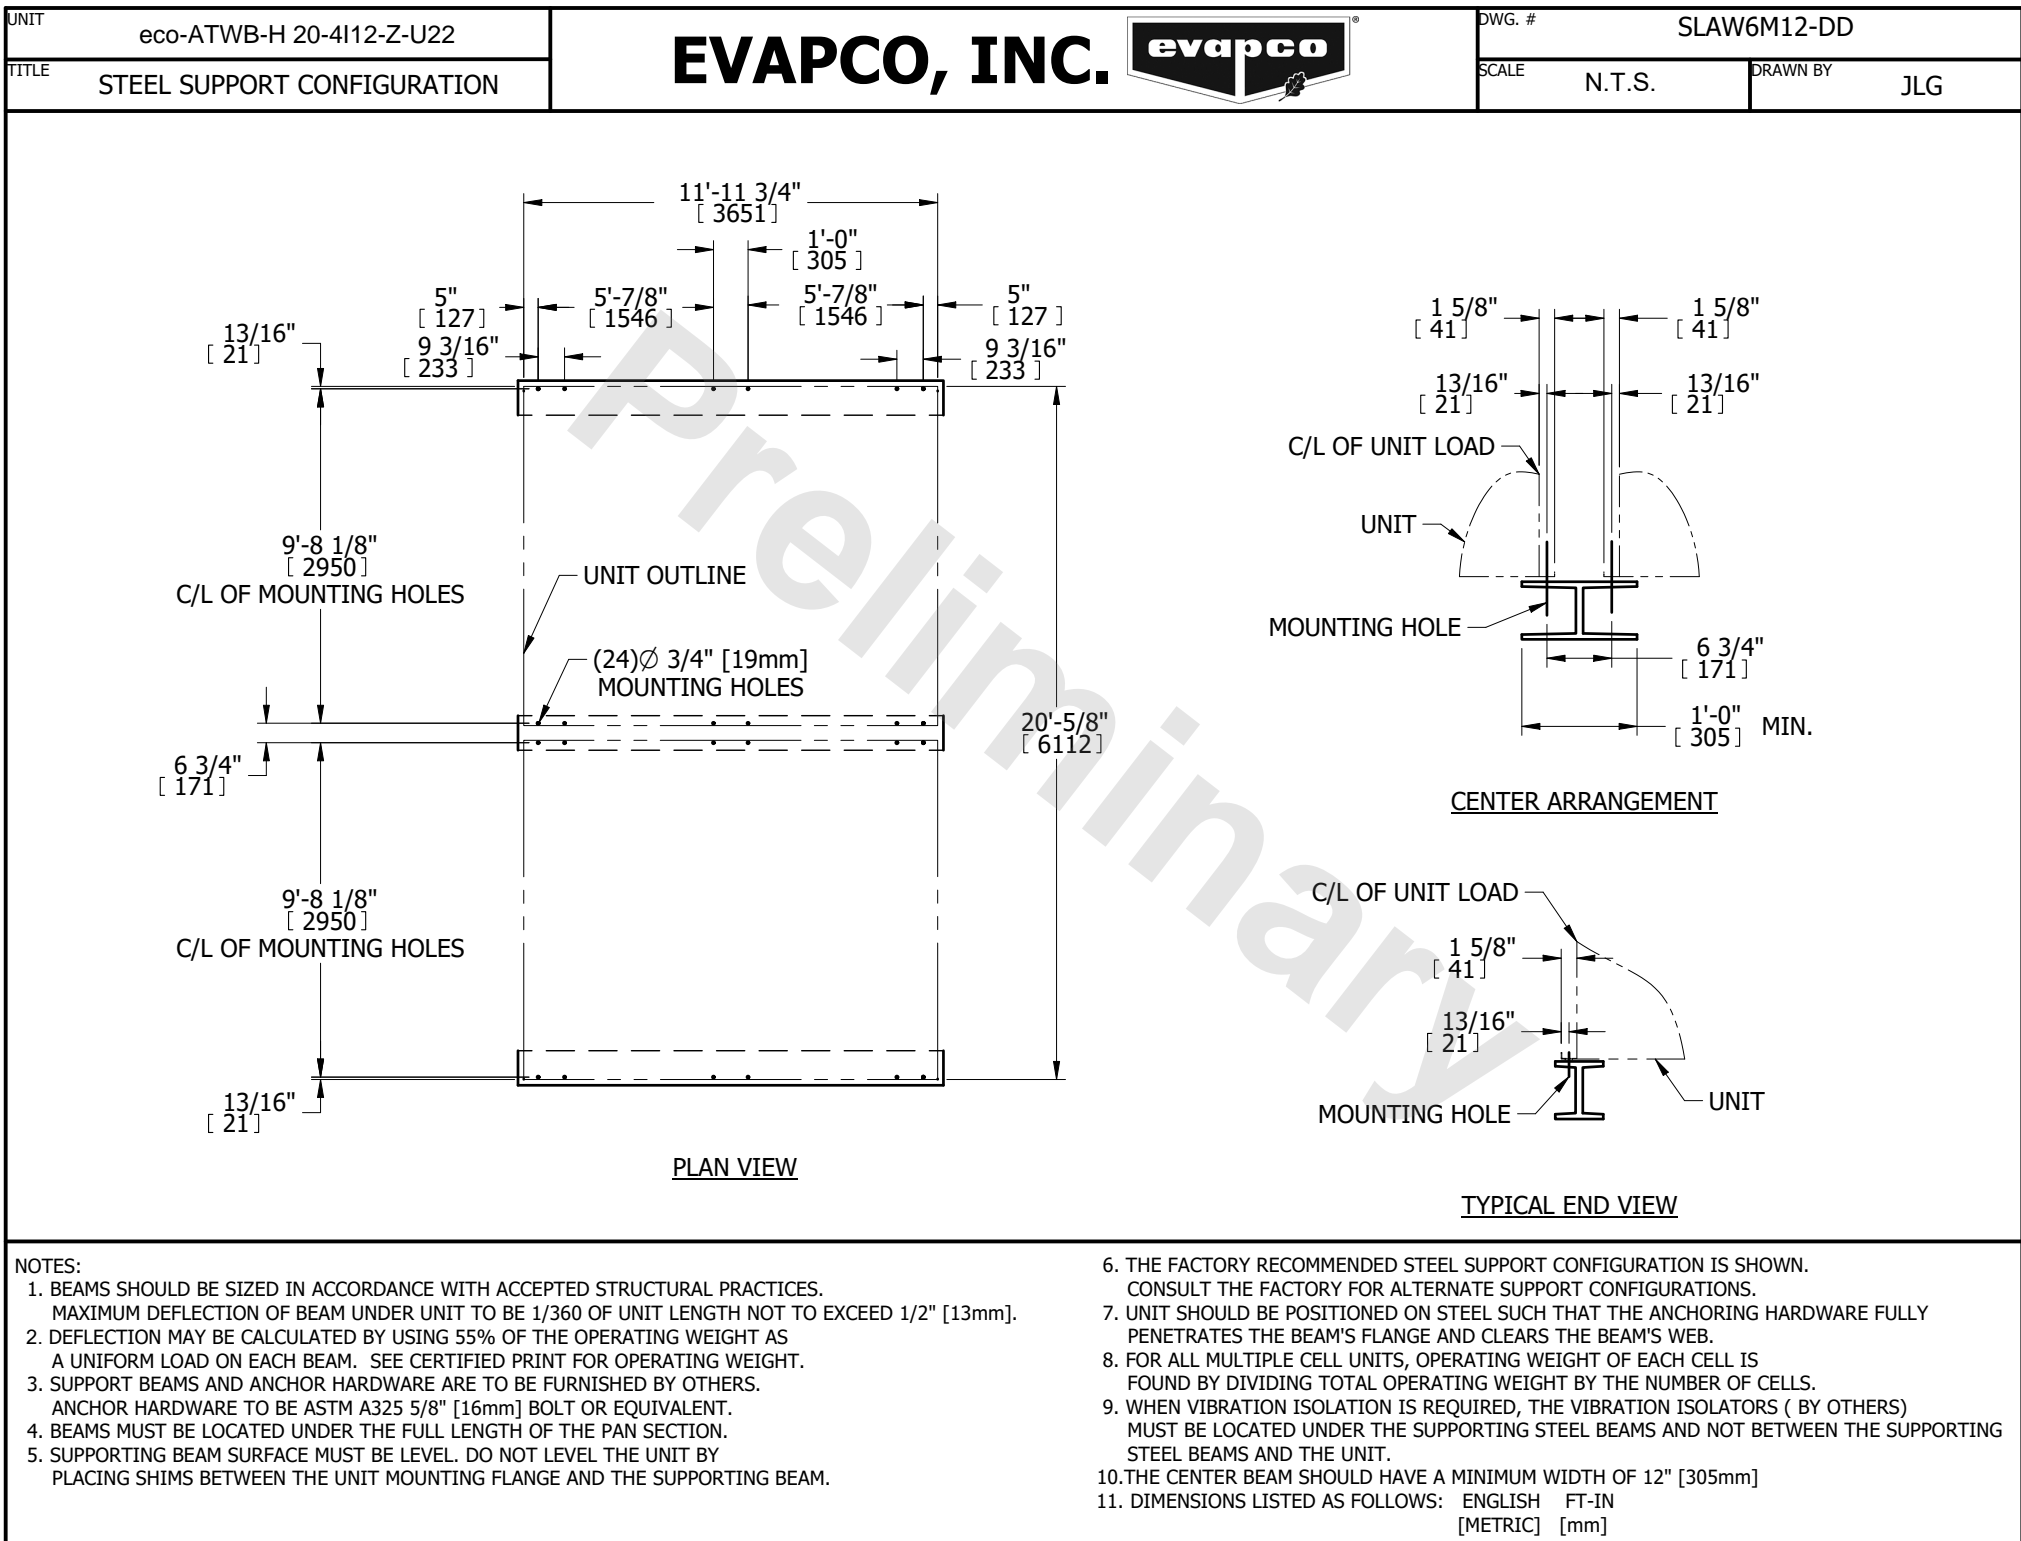 UNIT
eco-ATWB-H 20-4I12-Z-U22
TITLE
STEEL SUPPORT CONFIGURATION
EVAPCO, INC.
evapco
®
DWG. #
SLAW6M12-DD
SCALE
N.T.S.
DRAWN BY
JLG
11'-11 3/4"
[ 3651]
1'-0"
[ 305 ]
5"
[ 127]
5'-7/8"
[ 1546 ]
5'-7/8"
[ 1546 ]
5"
[ 127 ]
13/16"
[ 21]
9 3/16"
[ 233 ]
9 3/16"
[ 233 ]
9'-8 1/8"
[ 2950]
C/L OF MOUNTING HOLES
UNIT OUTLINE
(24)Ø 3/4" [19mm]
MOUNTING HOLES
20'-5/8"
[ 6112]
6 3/4"
[ 171]
9'-8 1/8"
[ 2950]
C/L OF MOUNTING HOLES
13/16"
[ 21]
PLAN VIEW
1 5/8"
[ 41]
1 5/8"
[ 41]
13/16"
[ 21]
13/16"
[ 21]
C/L OF UNIT LOAD
UNIT
MOUNTING HOLE
6 3/4"
[ 171]
1'-0"
[ 305] MIN.
CENTER ARRANGEMENT
C/L OF UNIT LOAD
1 5/8"
[ 41]
13/16"
[ 21]
MOUNTING HOLE
UNIT
TYPICAL END VIEW
Preliminary
NOTES:
1. BEAMS SHOULD BE SIZED IN ACCORDANCE WITH ACCEPTED STRUCTURAL PRACTICES.
MAXIMUM DEFLECTION OF BEAM UNDER UNIT TO BE 1/360 OF UNIT LENGTH NOT TO EXCEED 1/2" [13mm].
2. DEFLECTION MAY BE CALCULATED BY USING 55% OF THE OPERATING WEIGHT AS
A UNIFORM LOAD ON EACH BEAM. SEE CERTIFIED PRINT FOR OPERATING WEIGHT.
3. SUPPORT BEAMS AND ANCHOR HARDWARE ARE TO BE FURNISHED BY OTHERS.
ANCHOR HARDWARE TO BE ASTM A325 5/8" [16mm] BOLT OR EQUIVALENT.
4. BEAMS MUST BE LOCATED UNDER THE FULL LENGTH OF THE PAN SECTION.
5. SUPPORTING BEAM SURFACE MUST BE LEVEL. DO NOT LEVEL THE UNIT BY
PLACING SHIMS BETWEEN THE UNIT MOUNTING FLANGE AND THE SUPPORTING BEAM.
6. THE FACTORY RECOMMENDED STEEL SUPPORT CONFIGURATION IS SHOWN.
CONSULT THE FACTORY FOR ALTERNATE SUPPORT CONFIGURATIONS.
7. UNIT SHOULD BE POSITIONED ON STEEL SUCH THAT THE ANCHORING HARDWARE FULLY
PENETRATES THE BEAM'S FLANGE AND CLEARS THE BEAM'S WEB.
8. FOR ALL MULTIPLE CELL UNITS, OPERATING WEIGHT OF EACH CELL IS
FOUND BY DIVIDING TOTAL OPERATING WEIGHT BY THE NUMBER OF CELLS.
9. WHEN VIBRATION ISOLATION IS REQUIRED, THE VIBRATION ISOLATORS ( BY OTHERS)
MUST BE LOCATED UNDER THE SUPPORTING STEEL BEAMS AND NOT BETWEEN THE SUPPORTING
STEEL BEAMS AND THE UNIT.
10.THE CENTER BEAM SHOULD HAVE A MINIMUM WIDTH OF 12" [305mm]
11. DIMENSIONS LISTED AS FOLLOWS: ENGLISH FT-IN
[METRIC] [mm]